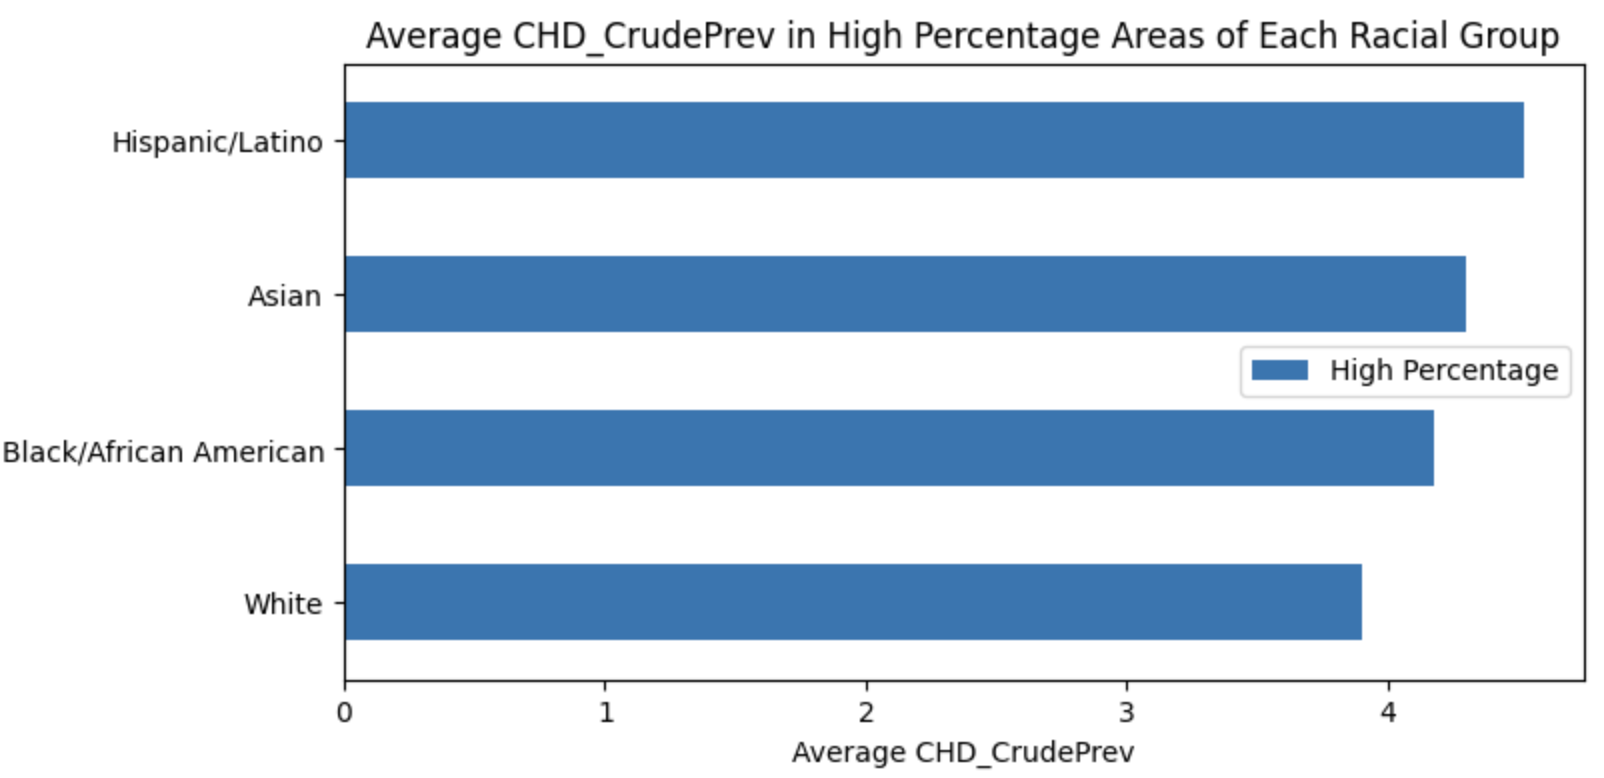 Average CHD_CrudePrev in High Percentage Areas of Each Racial Group
Hispanic/Latino
Asian
High Percentage
Black/African American
White
0 1 2 3 4
Average CHD_CrudePrev